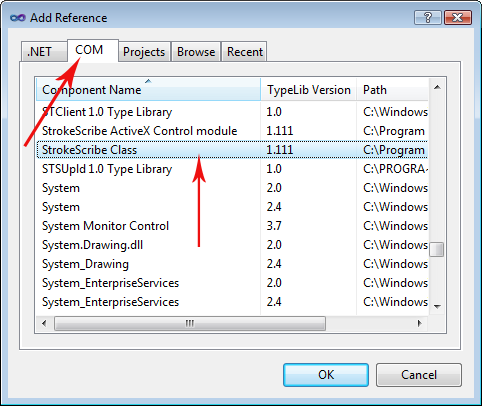 Add Reference
.NET COM Projects Browse Recent
Component Name TypeLib Version Path
STClient 1.0 Type Library 1.0 C:\Windows
StrokeScribe ActiveX Control module 1.111 C:\Program
StrokeScribe Class 1.111 C:\Program
STSUpld 1.0 Type Library 1.0 C:\PROGRA~
System 2.0 C:\Windows
System 2.4 C:\Windows
System Monitor Control 3.7 C:\Windows
System.Drawing.dll 2.0 C:\Windows
System_Drawing 2.4 C:\Windows
System_EnterpriseServices 2.0 C:\Windows
System_EnterpriseServices 2.4 C:\Windows
OK Cancel